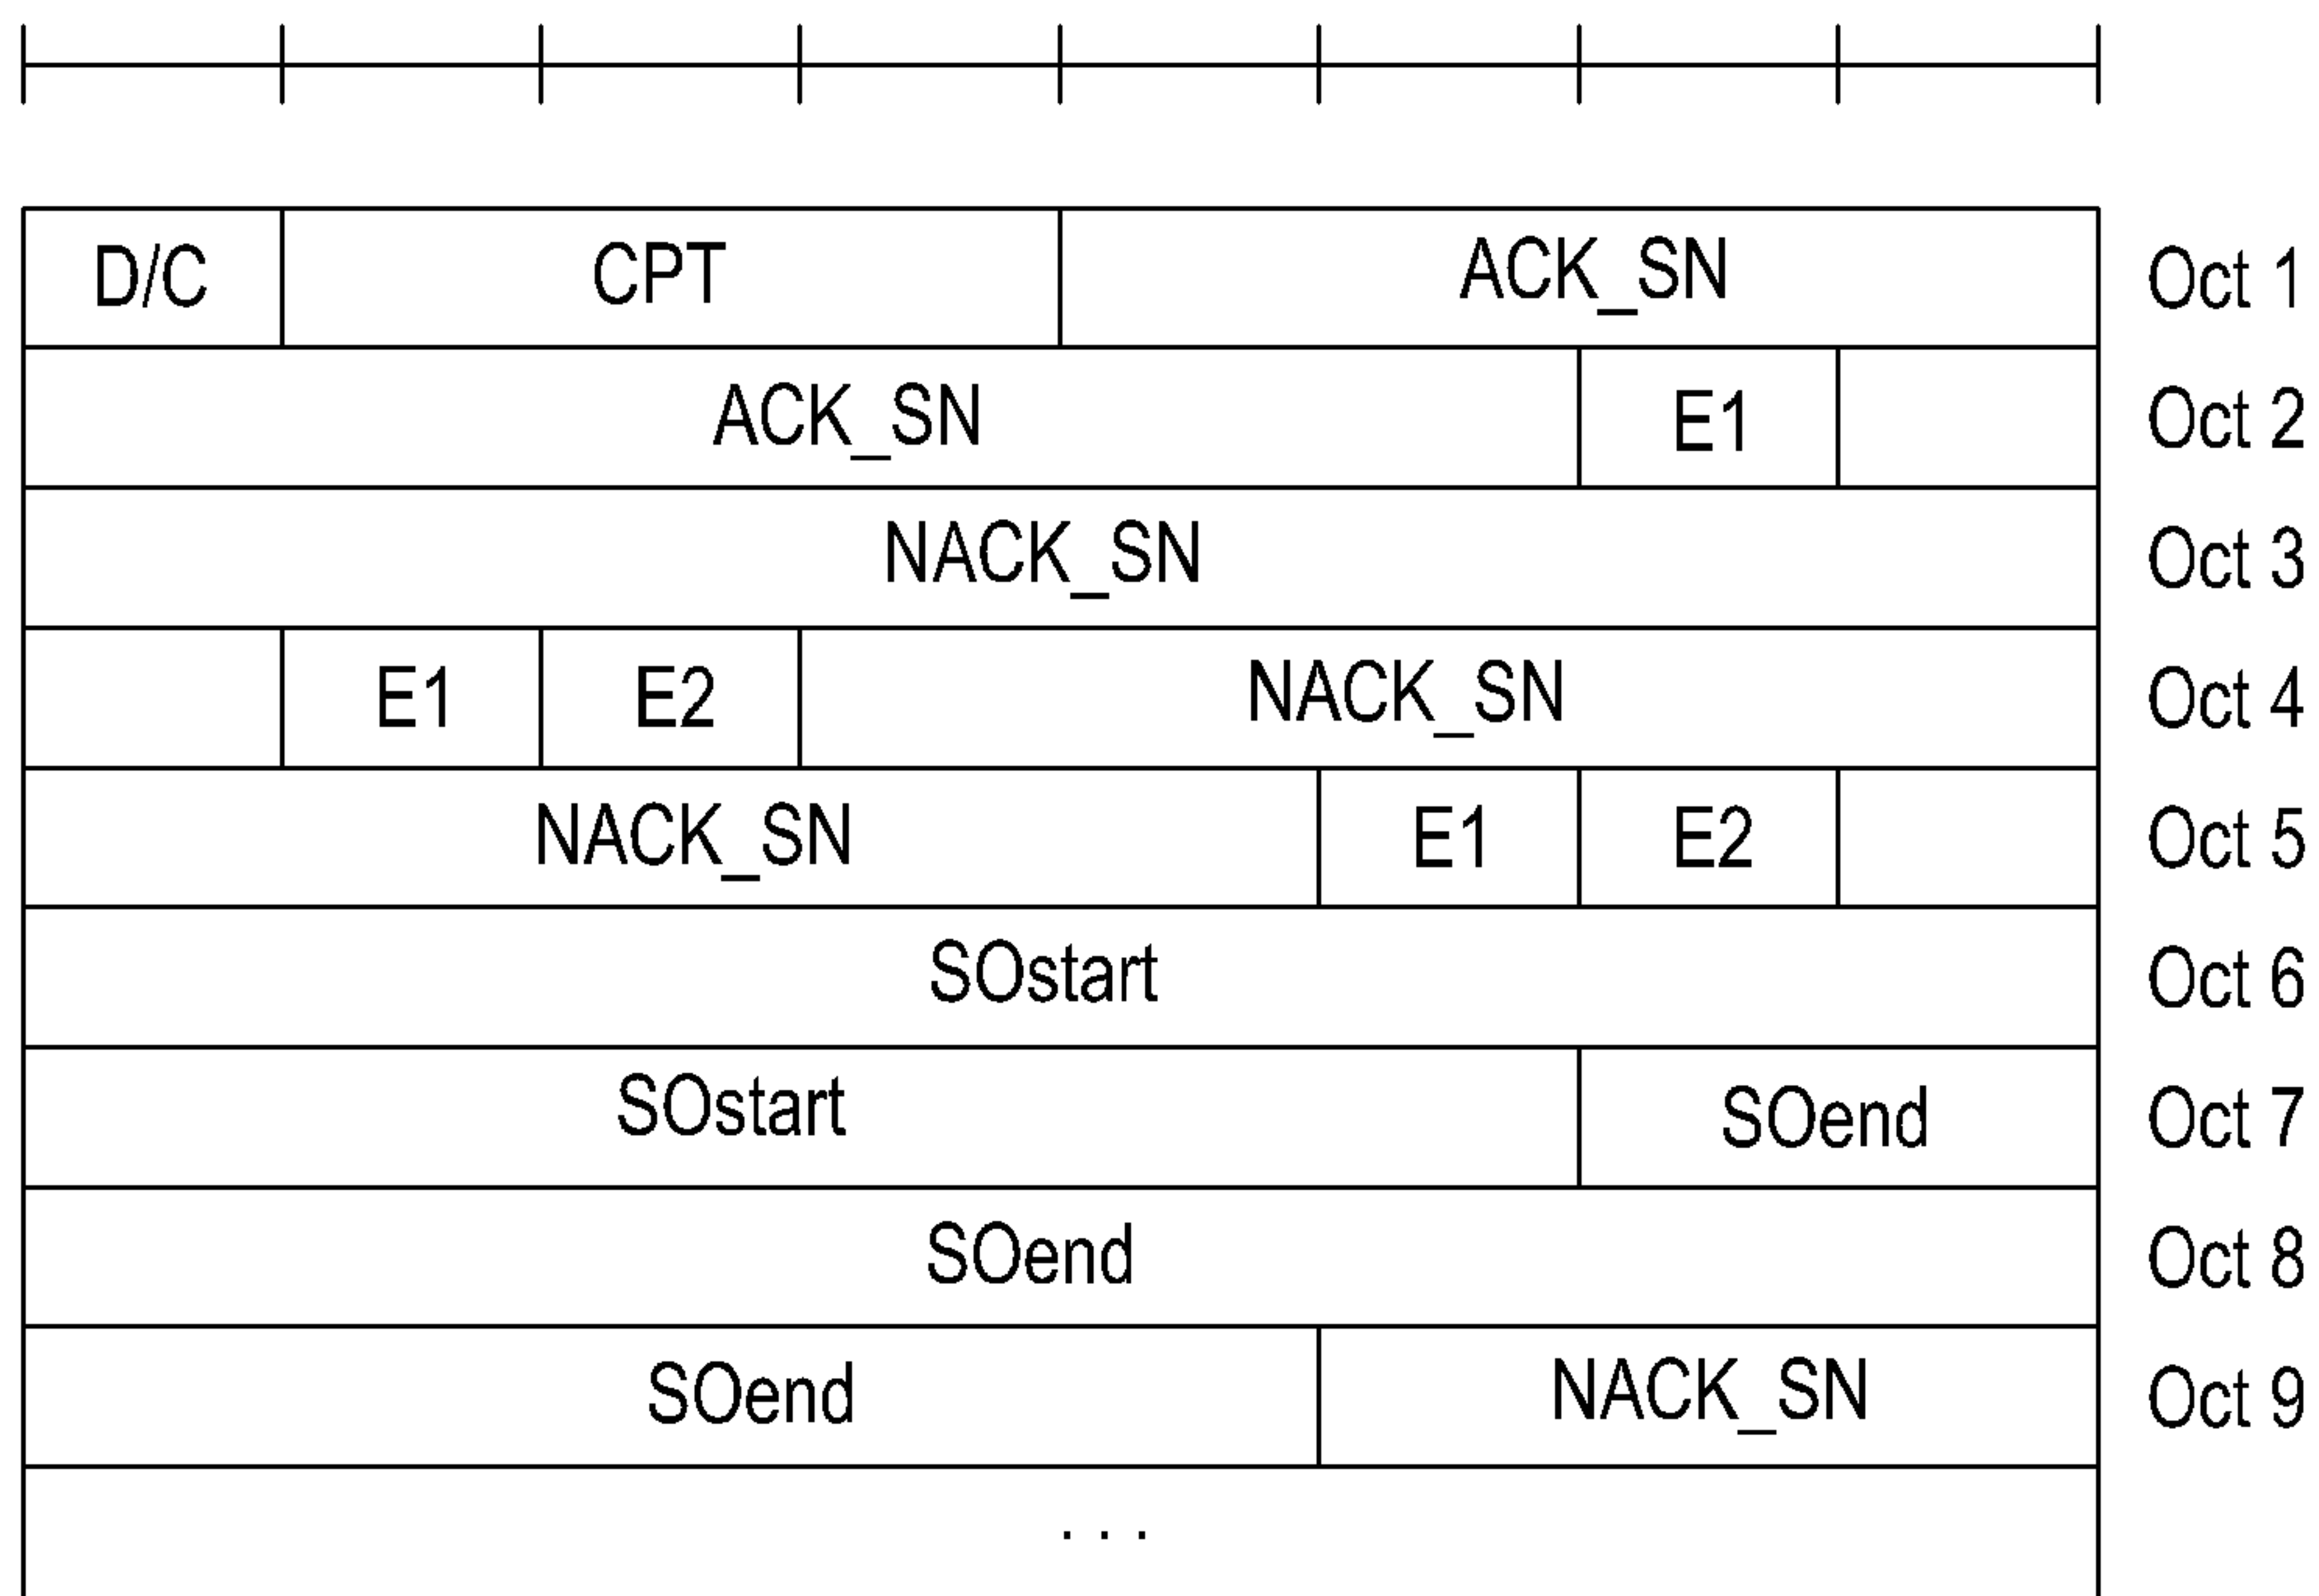 D/C CPT ACK_SN Oct 1
ACK_SN E1 Oct 2
NACK_SN Oct 3
E1 E2 NACK_SN Oct 4
NACK_SN E1 E2 Oct 5
SOstart Oct 6
SOstart SOend Oct 7
SOend Oct 8
SOend NACK_SN Oct 9
. . .